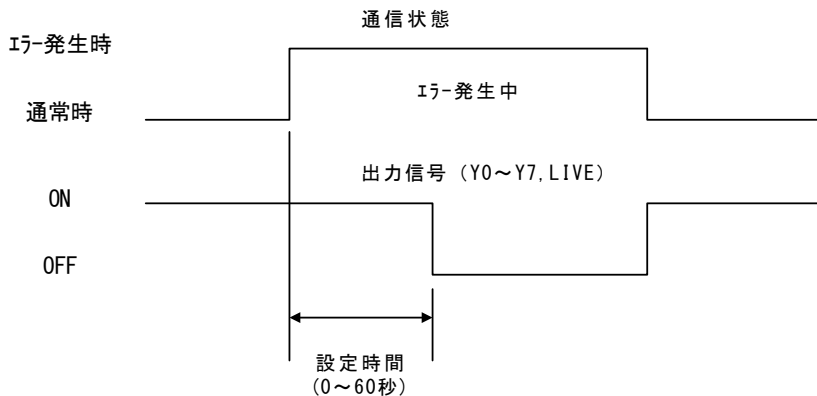 通信状態
ｴﾗｰ発生時
ｴﾗｰ発生中
通常時
出力信号 (Y0～Y7,LIVE)
ON
OFF
設定時間
(0～60秒)